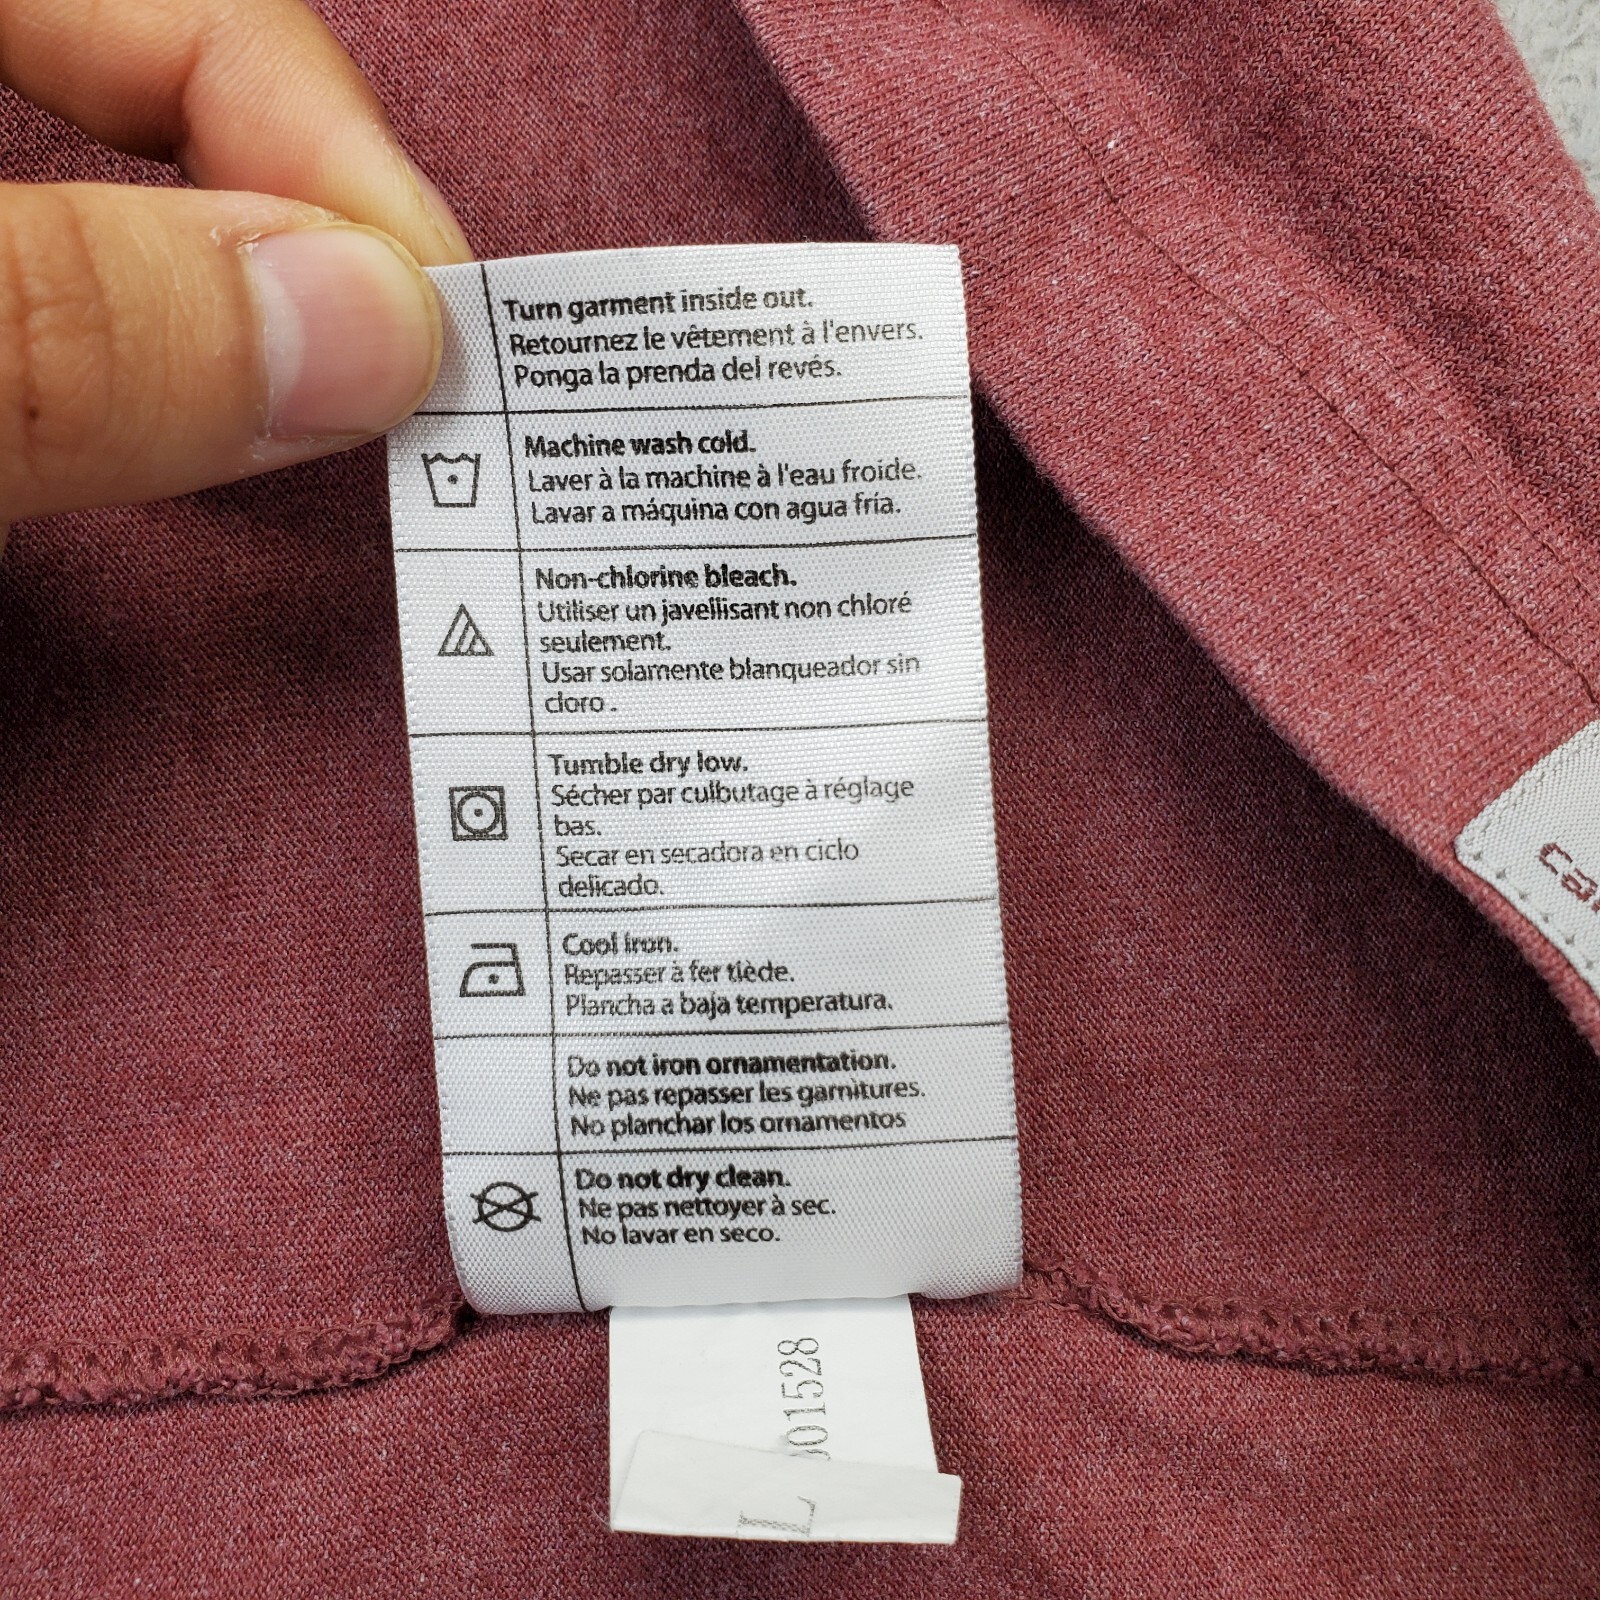 Turn garment inside out.
Retournez le vêtement à l'envers.
Ponga la prenda del revés.
Machine wash cold.
Laver à la machine à l'eau froide.
Lavar a máquina con agua fría.
Non-chlorine bleach.
Utiliser un javellisant non chloré
seulement.
Usar solamente blanqueador sin
cloro .
Tumble dry low.
Sécher par culbutage à réglage
bas.
Secar en secadora en ciclo
delicado.
Cool iron.
Repasser à fer tiède.
Plancha a baja temperatura.
Do not iron ornamentation.
Ne pas repasser les garnitures.
No planchar los ornamentos
Do not dry clean.
Ne pas nettoyer à sec.
No lavar en seco.
01528
L